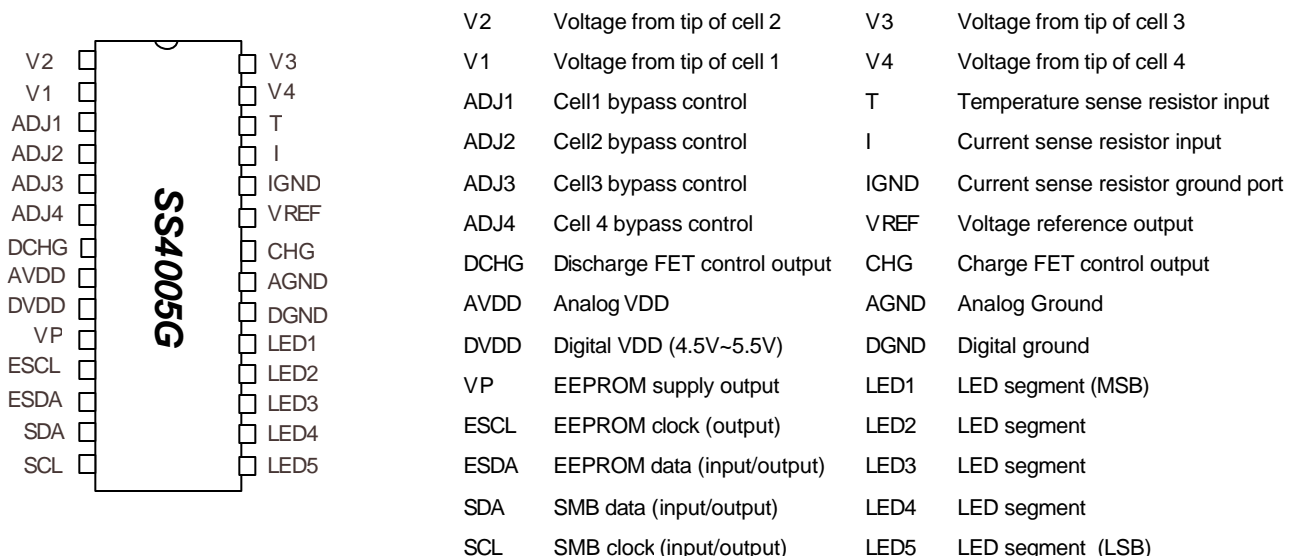 V2 V3
V1 V4
ADJ1 T
ADJ2 I
ADJ3 IGND
ADJ4 VREF
DCHG CHG
AVDD AGND
DVDD DGND
VP LED1
ESCL LED2
ESDA LED3
SDA LED4
SCL LED5
SS4005G
V2 Voltage from tip of cell 2 V3 Voltage from tip of cell 3
V1 Voltage from tip of cell 1 V4 Voltage from tip of cell 4
ADJ1 Cell1 bypass control T Temperature sense resistor input
ADJ2 Cell2 bypass control I Current sense resistor input
ADJ3 Cell3 bypass control IGND Current sense resistor ground port
ADJ4 Cell 4 bypass control VREF Voltage reference output
DCHG Discharge FET control output CHG Charge FET control output
AVDD Analog VDD AGND Analog Ground
DVDD Digital VDD (4.5V~5.5V) DGND Digital ground
VP EEPROM supply output LED1 LED segment (MSB)
ESCL EEPROM clock (output) LED2 LED segment
ESDA EEPROM data (input/output) LED3 LED segment
SDA SMB data (input/output) LED4 LED segment
SCL SMB clock (input/output) LED5 LED segment (LSB)